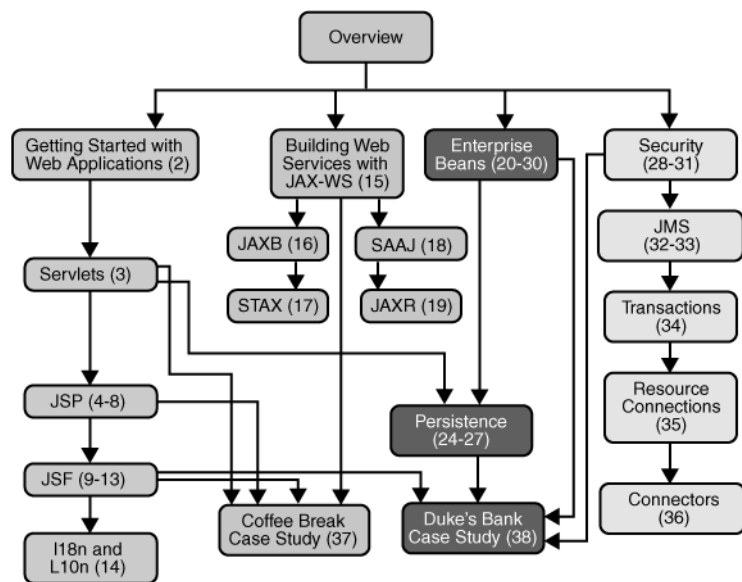 Overview
Getting Started with
Web Applications (2)
Building Web
Services with
JAX-WS (15)
Enterprise
Beans (20-30)
Security
(28-31)
JAXB (16)
SAAJ (18)
JMS
(32-33)
Servlets (3)
STAX (17)
JAXR (19)
Transactions
(34)
JSP (4-8)
Persistence
(24-27)
Resource
Connections
(35)
JSF (9-13)
Coffee Break
Case Study (37)
Duke's Bank
Case Study (38)
Connectors
(36)
I18n and
L10n (14)